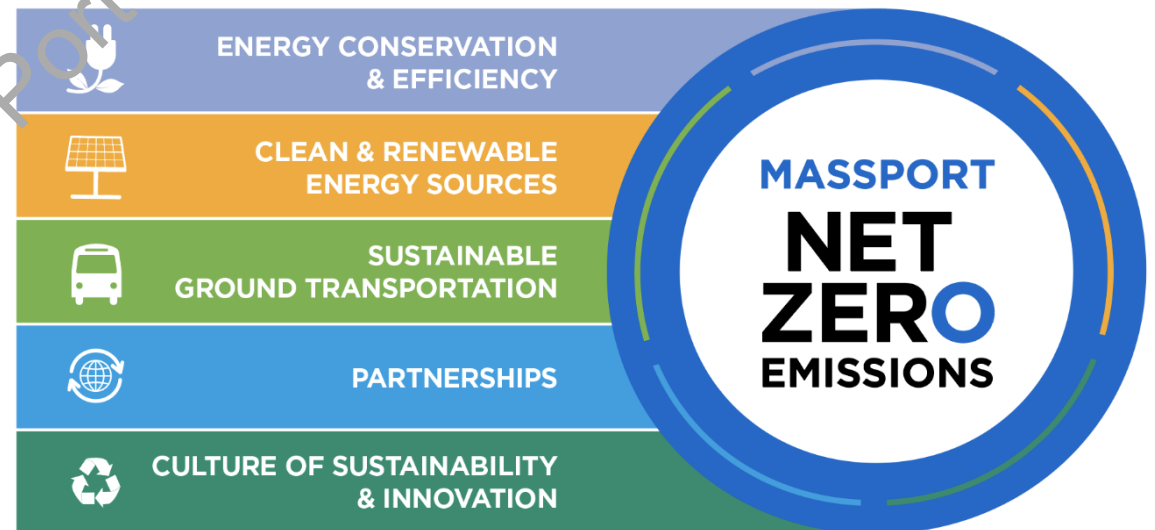 Port
ENERGY CONSERVATION
& EFFICIENCY
CLEAN & RENEWABLE
ENERGY SOURCES
SUSTAINABLE
GROUND TRANSPORTATION
PARTNERSHIPS
CULTURE OF SUSTAINABILITY
& INNOVATION
MASSPORT
NET
ZERO
EMISSIONS